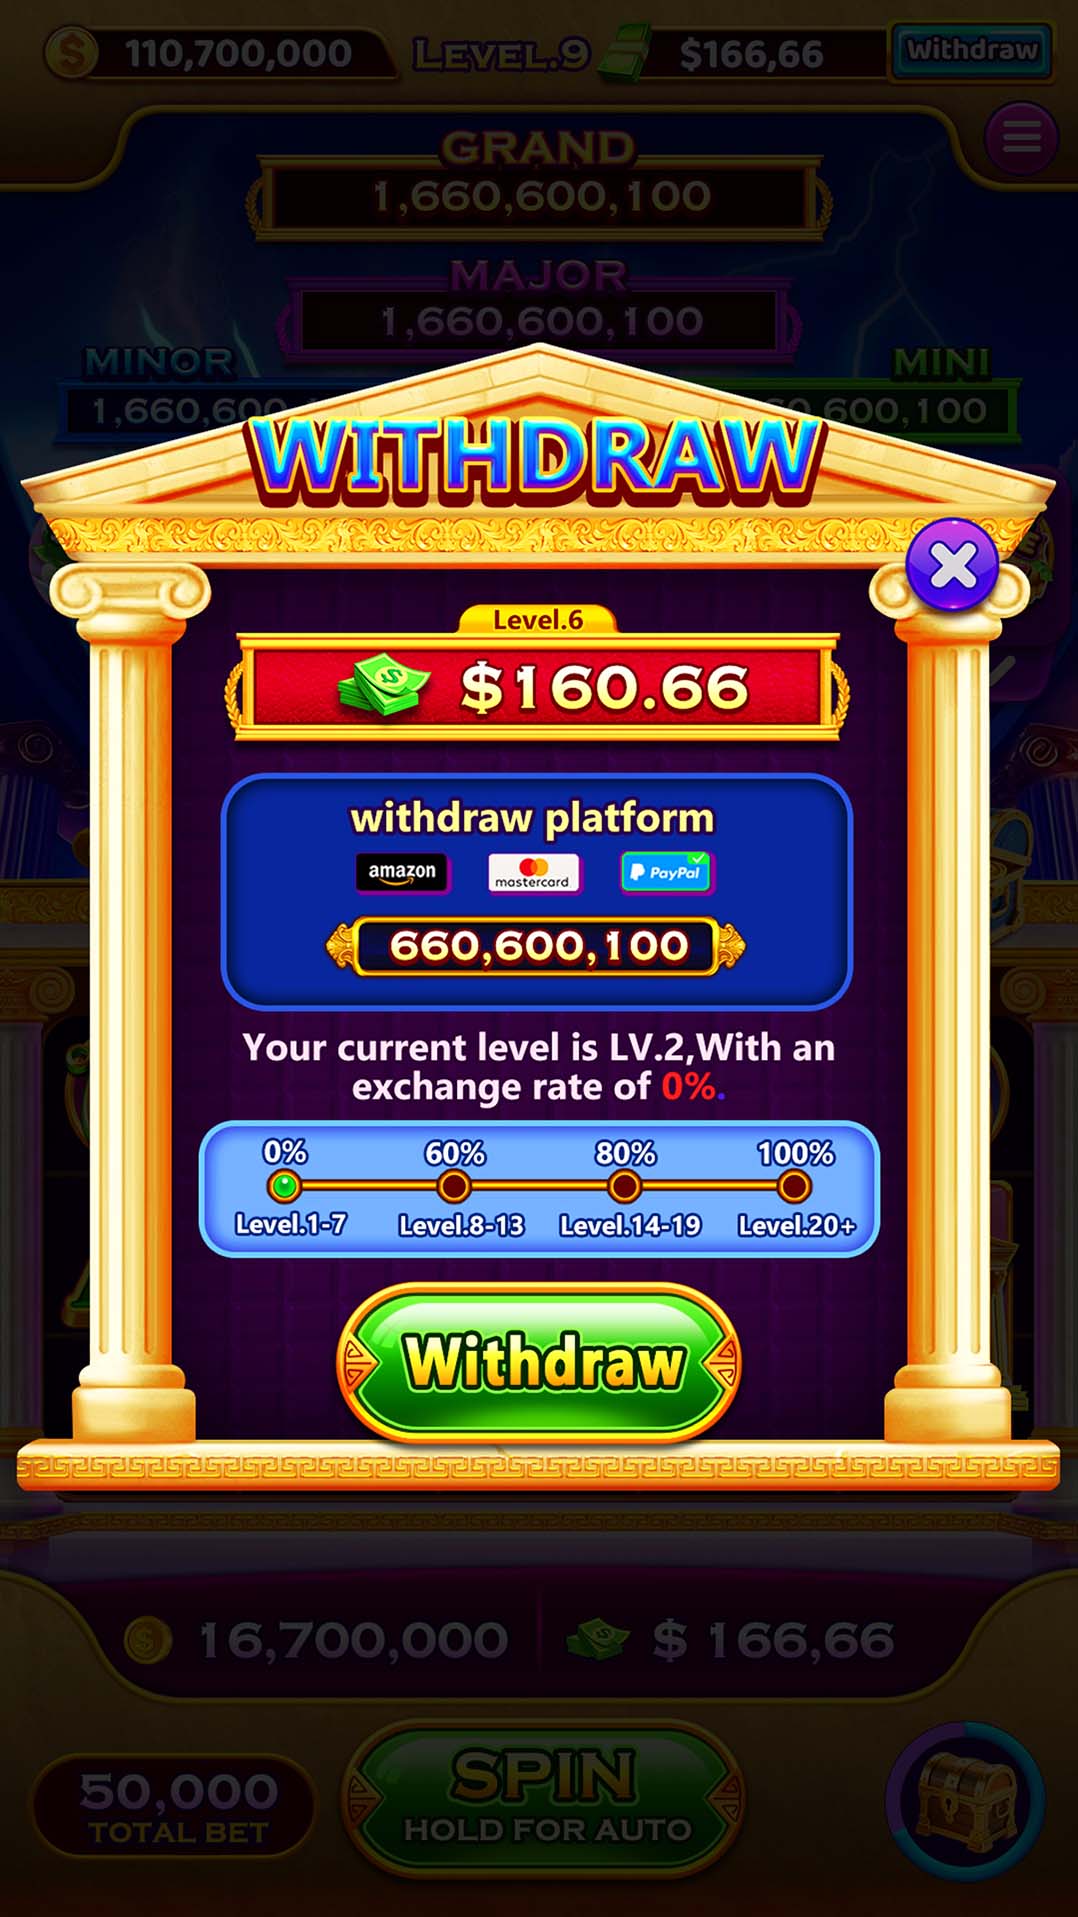 110,700,000 LEVEL.9 $166,66 Withdraw
GRAND
1,660,600,100
MAJOR
1,660,600,100
MINOR
MINI
1,660,600
600,100
WITHDRAW
Level.6
$160.66
withdraw platform
amazon mastercard PayPal
660,600,100
Your current level is LV.2,With an
exchange rate of 0%.
0% 60% 80% 100%
Level.1-7 Level.8-13 Level.14-19 Level.20+
Withdraw
16,700,000 $ 166,66
50,000
TOTAL BET
SPIN
HOLD FOR AUTO